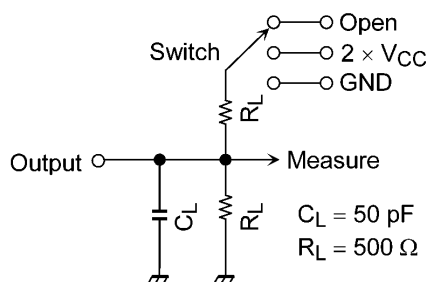 Open
Switch
2 × VCC
GND
RL
Output
Measure
CL
RL
CL = 50 pF
RL = 500 Ω